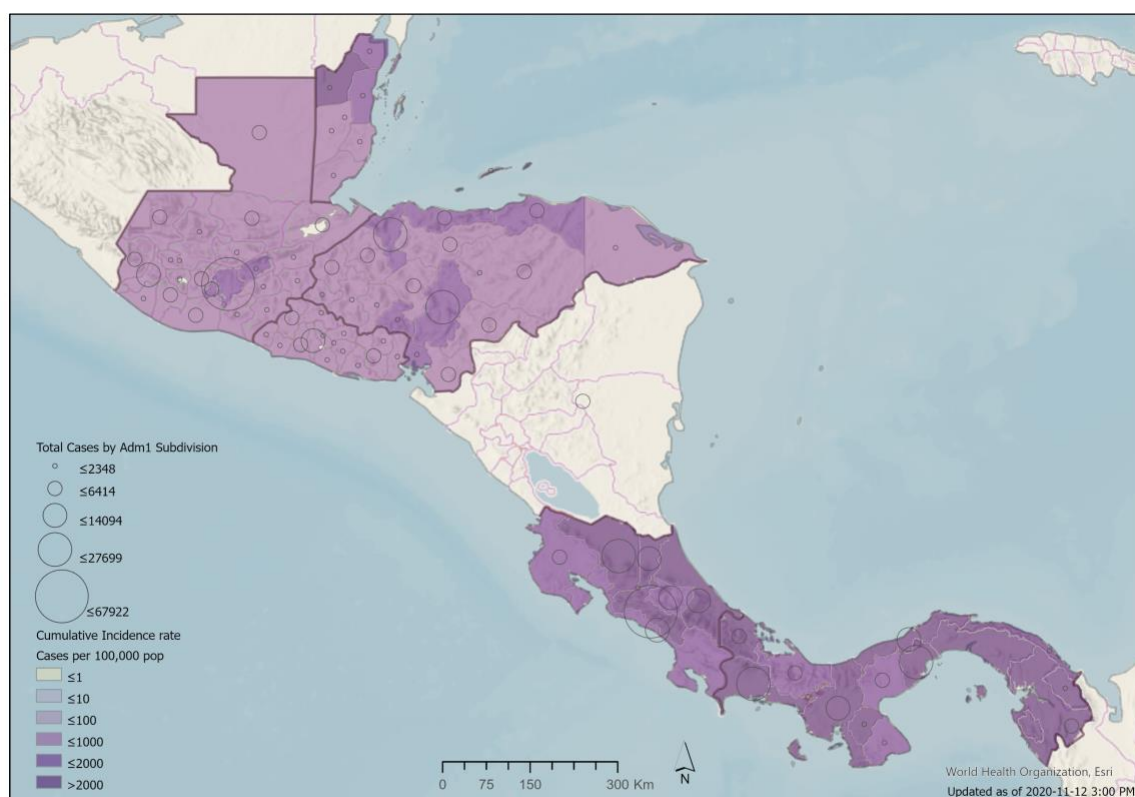 Total Cases by Adm1 Subdivision
≤2348
≤6414
≤14094
≤27699
≤67922
Cumulative Incidence rate
Cases per 100,000 pop
≤1
≤10
≤100
≤1000
≤2000
>2000
0 75 150 300 Km
N
World Health Organization, Esri
Updated as of 2020-11-12 3:00 PM